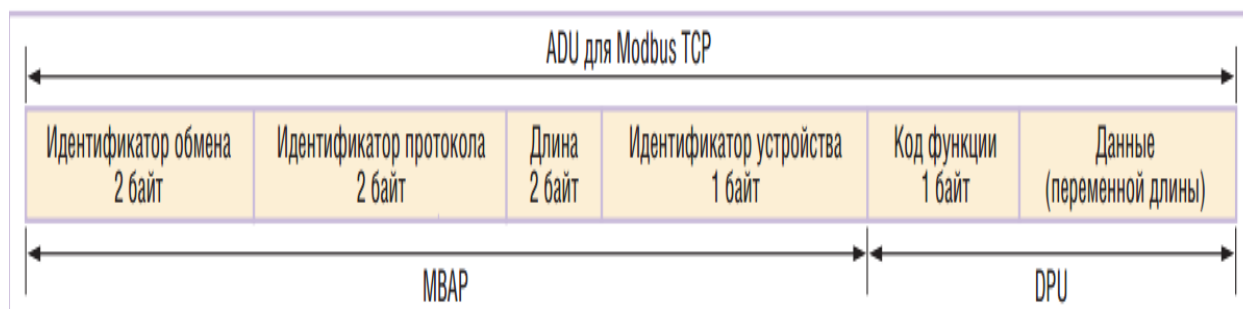 ADU для Modbus TCP
Идентификатор обмена
2 байт
Идентификатор протокола
2 байт
Длина
2 байт
Идентификатор устройства
1 байт
Код функции
1 байт
Данные
(переменной длины)
MBAP
DPU